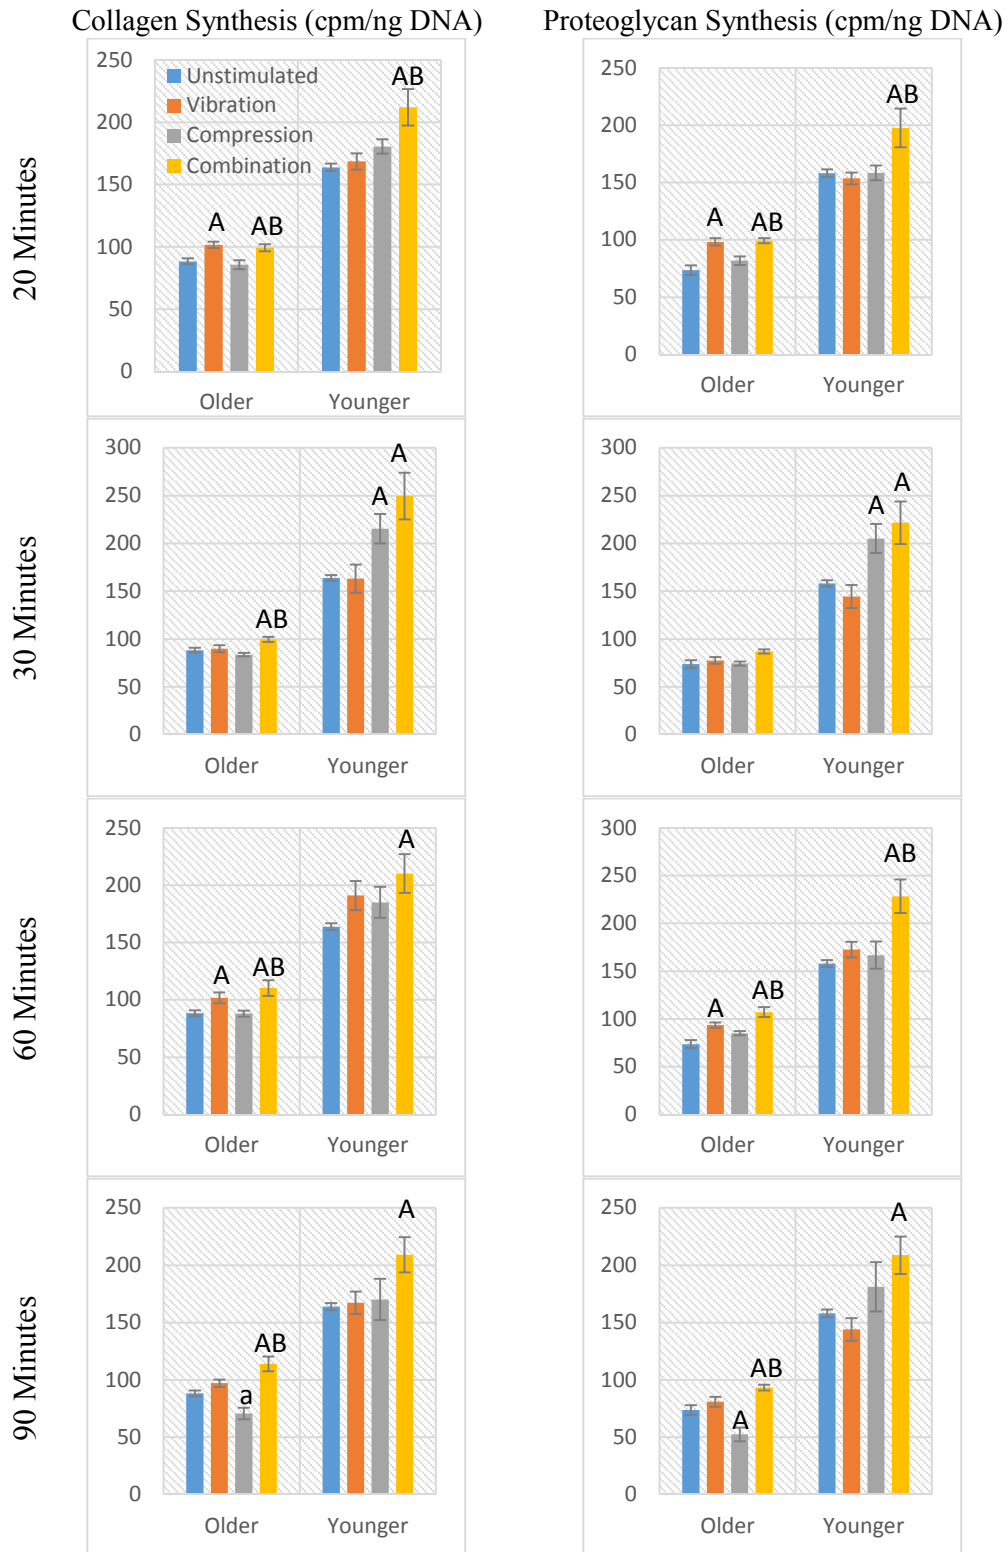 Collagen Synthesis (cpm/ng DNA)
Proteoglycan Synthesis (cpm/ng DNA)
20 Minutes
250
200
150
100
50
0
Unstimulated
Vibration
Compression
Combination
A
AB
AB
Older
Younger
250
200
150
100
50
0
A
AB
AB
Older
Younger
30 Minutes
300
250
200
150
100
50
0
AB
A
A
Older
Younger
300
250
200
150
100
50
0
A
A
Older
Younger
60 Minutes
250
200
150
100
50
0
A
AB
A
Older
Younger
300
250
200
150
100
50
0
A
AB
AB
Older
Younger
90 Minutes
250
200
150
100
50
0
a
AB
A
Older
Younger
250
200
150
100
50
0
A
AB
A
Older
Younger